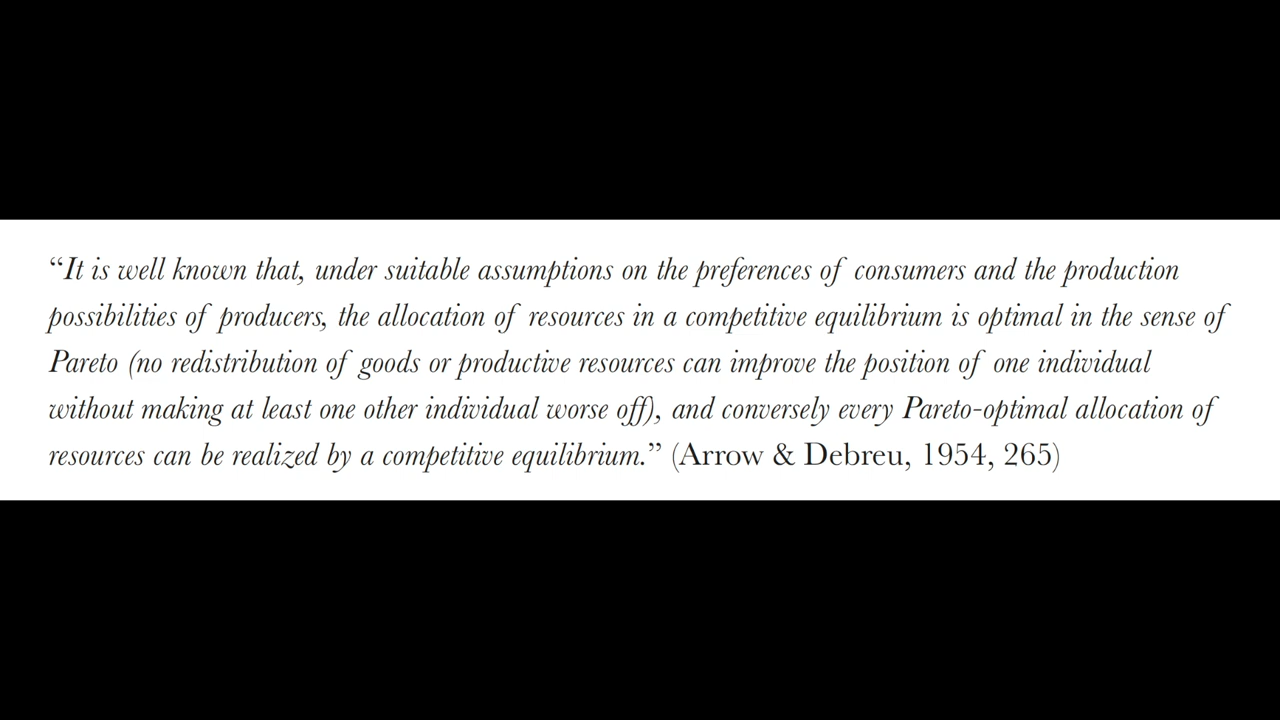 “It is well known that, under suitable assumptions on the preferences of consumers and the production
possibilities of producers, the allocation of resources in a competitive equilibrium is optimal in the sense of
Pareto (no redistribution of goods or productive resources can improve the position of one individual
without making at least one other individual worse off), and conversely every Pareto-optimal allocation of
resources can be realized by a competitive equilibrium.” (Arrow & Debreu, 1954, 265)